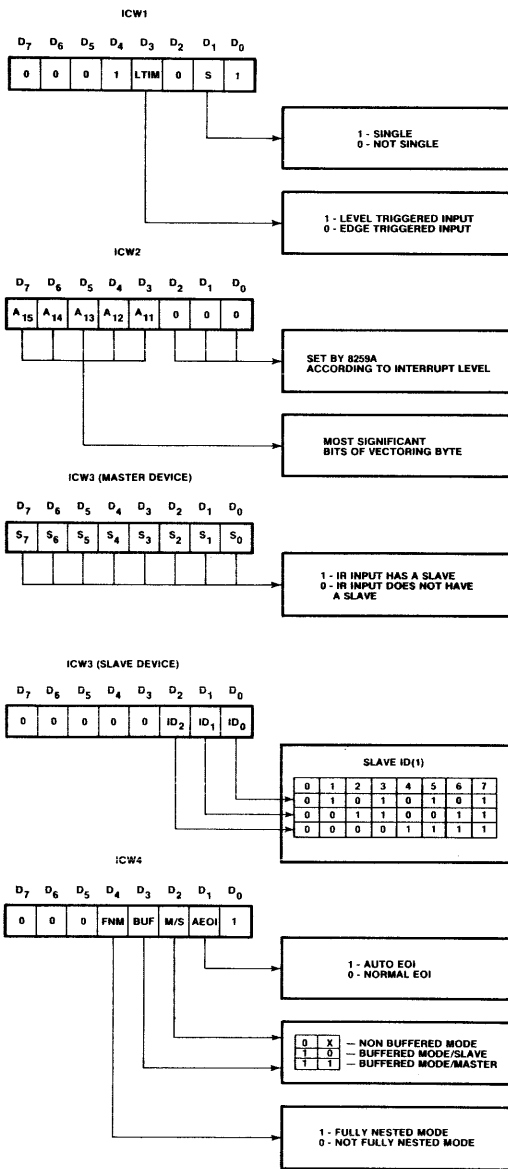 ICW1
D7 D6 D5 D4 D3 D2 D1 D0
0 0 0 1 LTIM 0 S 1
1 - SINGLE
0 - NOT SINGLE
1 - LEVEL TRIGGERED INPUT
0 - EDGE TRIGGERED INPUT
ICW2
D7 D6 D5 D4 D3 D2 D1 D0
A15 A14 A13 A12 A11 0 0 0
SET BY 8259A
ACCORDING TO INTERRUPT LEVEL
MOST SIGNIFICANT
BITS OF VECTORING BYTE
ICW3 (MASTER DEVICE)
D7 D6 D5 D4 D3 D2 D1 D0
S7 S6 S5 S4 S3 S2 S1 S0
1 - IR INPUT HAS A SLAVE
0 - IR INPUT DOES NOT HAVE
A SLAVE
ICW3 (SLAVE DEVICE)
D7 D6 D5 D4 D3 D2 D1 D0
0 0 0 0 0 ID2 ID1 ID0
SLAVE ID(1)
0 1 2 3 4 5 6 7
0 1 0 1 0 1 0 1
0 0 1 1 0 0 1 1
0 0 0 0 1 1 1 1
ICW4
D7 D6 D5 D4 D3 D2 D1 D0
0 0 0 FNM BUF M/S AEOI 1
1 - AUTO EOI
0 - NORMAL EOI
0 X — NON BUFFERED MODE
1 0 — BUFFERED MODE/SLAVE
1 1 — BUFFERED MODE/MASTER
1 - FULLY NESTED MODE
0 - NOT FULLY NESTED MODE